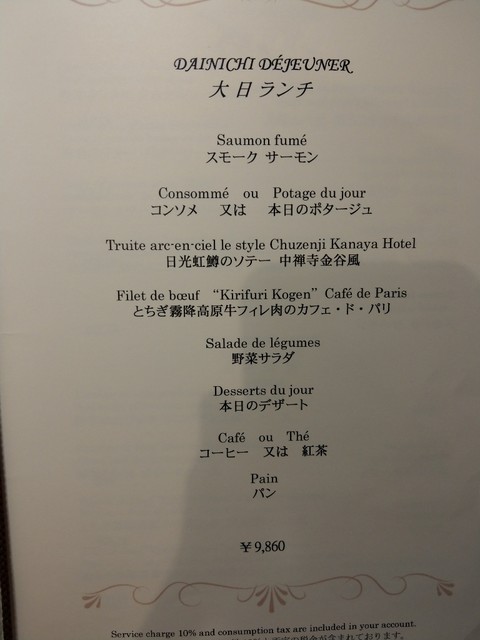 DAINICHI DÉJEUNER
大日ランチ
Saumon fumé
スモーク サーモン
Consommé ou Potage du jour
コンソメ 又は 本日のポタージュ
Truite arc-en-ciel le style Chuzenji Kanaya Hotel
日光虹鱒のソテー 中禅寺金谷風
Filet de bœuf “Kirifuri Kogen” Café de Paris
とちぎ霧降高原牛フィレ肉のカフェ・ド・パリ
Salade de légumes
野菜サラダ
Desserts du jour
本日のデザート
Café ou Thé
コーヒー 又は 紅茶
Pain
パン
¥9,860
Service charge 10% and consumption tax are included in your account.